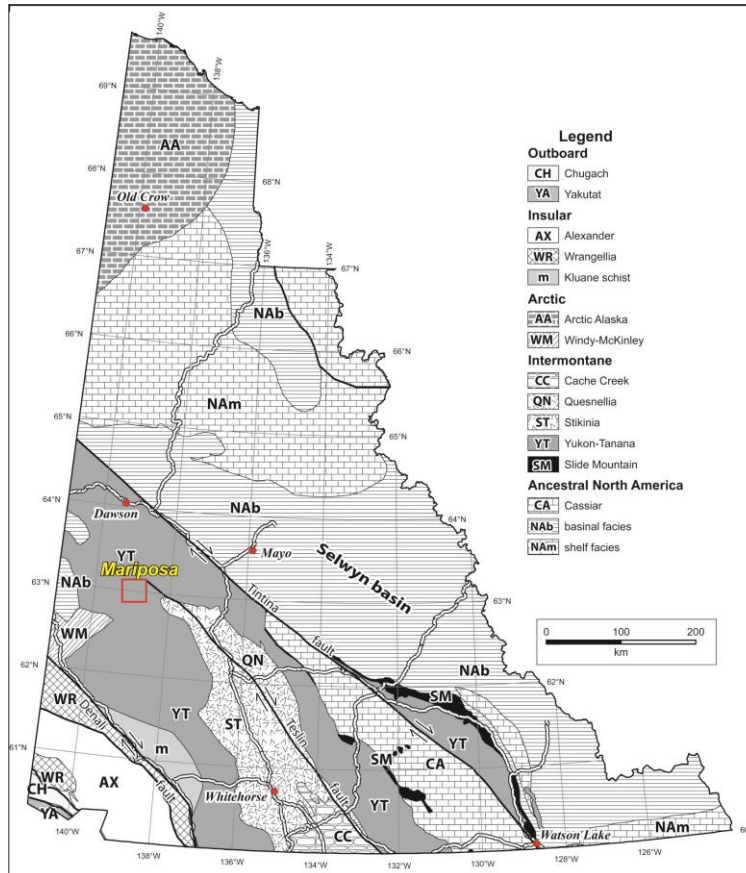 140°W
138°W
69°N
AA
68°N
68°N
Old Crow
67°N
136°W
134°W
67°N
NAb
66°N
66°N
NAm
65°N
65°N
64°N
NAb
Dawson
64°N
Mayo
Selwyn basin
YT
Mariposa
63°N
NAb
Tintina
fault
63°N
WM
62°N
QN
NAb
62°N
SM
WR
Denali
fault
YT
ST
Teslin
fault
YT
61°N
m
SM
CA
WR
AX
CH
Whitehorse
YT
YA
CC
Watson Lake
NAm
60
140°W
138°W
136°W
134°W
132°W
130°W
128°W
126°W
Legend
Outboard
CH Chugach
YA Yakutat
Insular
AX Alexander
WR Wrangellia
m Kluane schist
Arctic
AA Arctic Alaska
WM Windy-McKinley
Intermontane
CC Cache Creek
QN Quesnellia
ST Stikinia
YT Yukon-Tanana
SM Slide Mountain
Ancestral North America
CA Cassiar
NAb basinal facies
NAm shelf facies
0 100 200
km